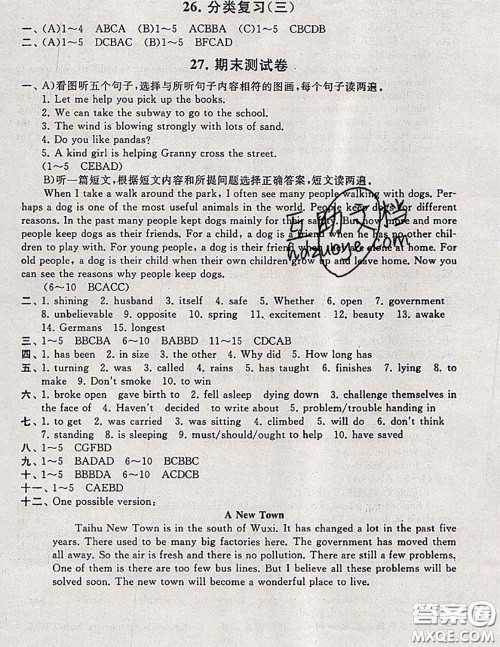 26. 分类复习(三)
一、(A)1~4 ABCA (B)1~5 ACBBA (C)1~5 CBCDB
二、(A)1~5 DCBAC (B)1~5 BFCAD
27. 期末测试卷
一、A)看图听五个句子,选择与所听句子内容相符的图画,每个句子读两遍。
1. Let me help you pick up the books.
2. We can take the subway to go to the school.
3. The wind is blowing strongly with lots of sand.
4. Do you like pandas?
5. A kind girl is helping Granny cross the street.
(1~5 CEBAD)
B)听一篇短文,根据短文内容和所提问题选择正确答案,短文读两遍。
When I take a walk around the park, I often see many people walking with dogs. Per-
haps a dog is one of the most useful animals in the world. People keep dogs for different
reasons. In the past many people kept dogs mainly for their safety. But now more and more
people keep dogs as their friends. For a child, a dog is a friend when he has no other chil-
dren to play with. For young people, a dog is their friend when they are alone at home. For
old people, a dog is their child when their own children grow up and leave home. Now you
can see the reasons why people keep dogs.
(6~10 BCACC)
二、1. shining 2. husband 3. itself 4. safe 5. Whether 6. open 7. government
8. unbelievable 9. opposite 10. spring 11. excitement 12. beauty 13. awake
14. Germans 15. longest
三、1~5 BBCBA 6~10 BABBD 11~15 CDCAB
四、1. has been 2. in size 3. the other 4. Why did 5. How long has
五、1. turning 2. was 3. called 4. rains 5. has taught 6. finishes 7. lying 8. to
make 9. Don't smoke 10. to win
六、1. broke open gave birth to 2. fell asleep dying to 3. challenge themselves in
the face of 4. Haven't decided to write about 5. problem/trouble handing in
七、1. to get 2. was carried 3. was sitting 4. climbed 5. will do 6. don't think
7. standing 8. is sleeping 9. must/should/ought to help 10. have saved
八、1~5 CGFBD
九、1~5 BADAD 6~10 BCBBC
十、1~5 BBBDA 6~10 ACDCB
十一、1~5 CAEBD
十二、One possible version:
A New Town
Taihu New Town is in the south of Wuxi. It has changed a lot in the past five
years. There used to be many big factories here. The government has moved them
all away. So the air is fresh and there is no pollution. There are still a few problems.
One of them is there are too few bus lines. But I believe all these problems will be
solved soon. The new town will become a wonderful place to live.
互助文档
hazuoye.com
答案圈
MXQE.COM